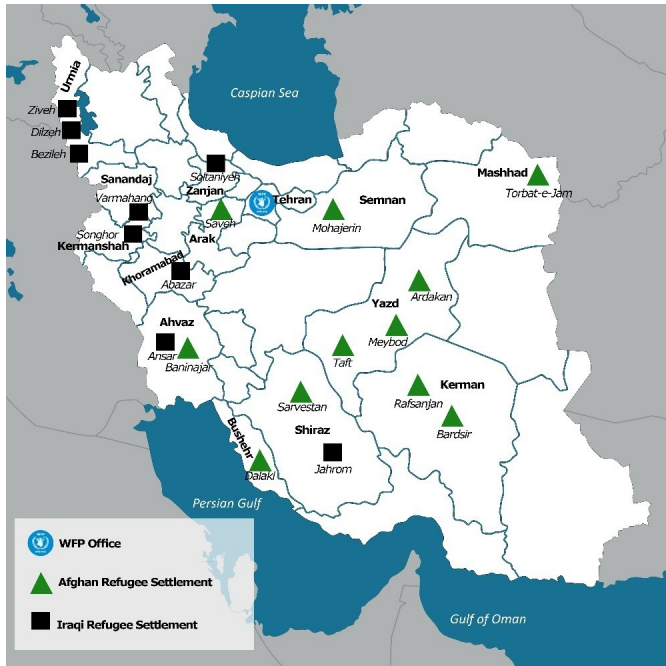 Caspian Sea
Urmia
Ziveh
Dilzeh
Bezileh
Sanandaj
Varmahang
Songhor
Kermanshah
Soltaniyeh
Zanjan
Saveh
Arak
Tehran
Semnan
Mohajerin
Mashhad
Torbat-e-Jam
Khoramabad
Abazar
Ardakan
Yazd
Meybod
Taft
Ahvaz
Ansar
Baninajar
Kerman
Rafsanjan
Bardsir
Sarvestan
Shiraz
Jahrom
Bushehr
Dalaki
Persian Gulf
Gulf of Oman
WFP Office
Afghan Refugee Settlement
Iraqi Refugee Settlement